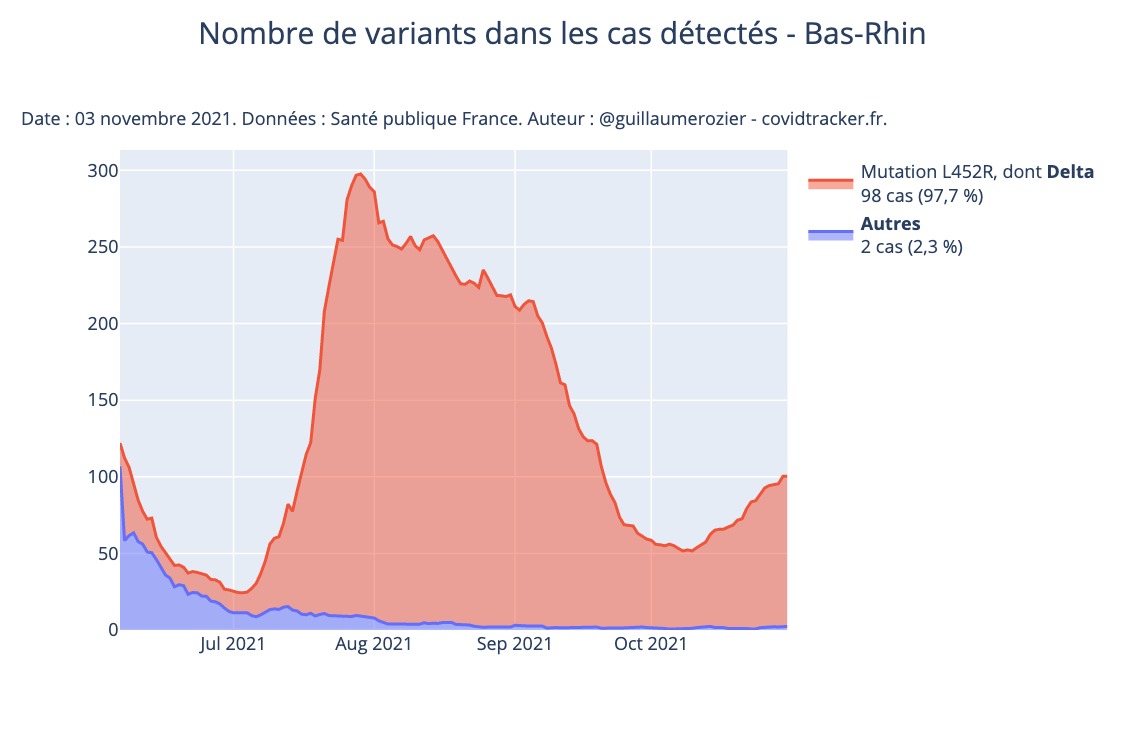 Nombre de variants dans les cas détectés - Bas-Rhin
Date : 03 novembre 2021. Données : Santé publique France. Auteur : @guillaumerozier - covidtracker.fr.
Mutation L452R, dont Delta
98 cas (97,7 %)
Autres
2 cas (2,3 %)
300
250
200
150
100
50
0
Jul 2021
Aug 2021
Sep 2021
Oct 2021